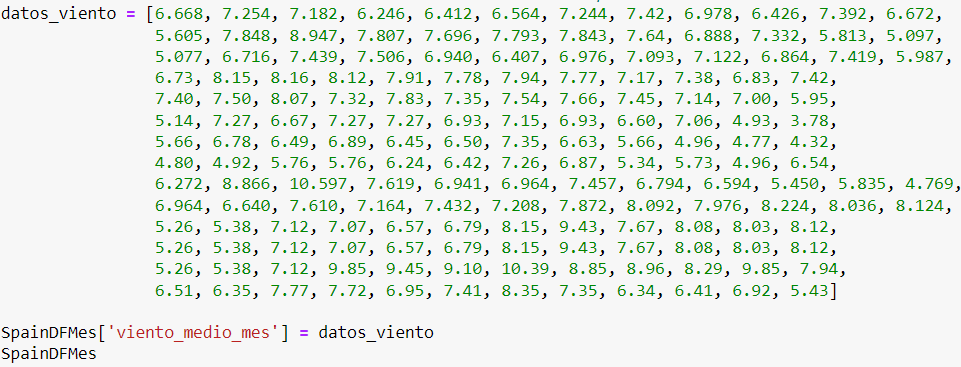 datos_viento = [6.668, 7.254, 7.182, 6.246, 6.412, 6.564, 7.244, 7.42, 6.978, 6.426, 7.392, 6.672,
5.605, 7.848, 8.947, 7.807, 7.696, 7.793, 7.843, 7.64, 6.888, 7.332, 5.813, 5.097,
5.077, 6.716, 7.439, 7.506, 6.940, 6.407, 6.976, 7.093, 7.122, 6.864, 7.419, 5.987,
6.73, 8.15, 8.16, 8.12, 7.91, 7.78, 7.94, 7.77, 7.17, 7.38, 6.83, 7.42,
7.40, 7.50, 8.07, 7.32, 7.83, 7.35, 7.54, 7.66, 7.45, 7.14, 7.00, 5.95,
5.14, 7.27, 6.67, 7.27, 7.27, 6.93, 7.15, 6.93, 6.60, 7.06, 4.93, 3.78,
5.66, 6.78, 6.49, 6.89, 6.45, 6.50, 7.35, 6.63, 5.66, 4.96, 4.77, 4.32,
4.80, 4.92, 5.76, 5.76, 6.24, 6.42, 7.26, 6.87, 5.34, 5.73, 4.96, 6.54,
6.272, 8.866, 10.597, 7.619, 6.941, 6.964, 7.457, 6.794, 6.594, 5.450, 5.835, 4.769,
6.964, 6.640, 7.610, 7.164, 7.432, 7.208, 7.872, 8.092, 7.976, 8.224, 8.036, 8.124,
5.26, 5.38, 7.12, 7.07, 6.57, 6.79, 8.15, 9.43, 7.67, 8.08, 8.03, 8.12,
5.26, 5.38, 7.12, 7.07, 6.57, 6.79, 8.15, 9.43, 7.67, 8.08, 8.03, 8.12,
5.26, 5.38, 7.12, 9.85, 9.45, 9.10, 10.39, 8.85, 8.96, 8.29, 9.85, 7.94,
6.51, 6.35, 7.77, 7.72, 6.95, 7.41, 8.35, 7.35, 6.34, 6.41, 6.92, 5.43]
SpainDFMes['viento_medio_mes'] = datos_viento
SpainDFMes